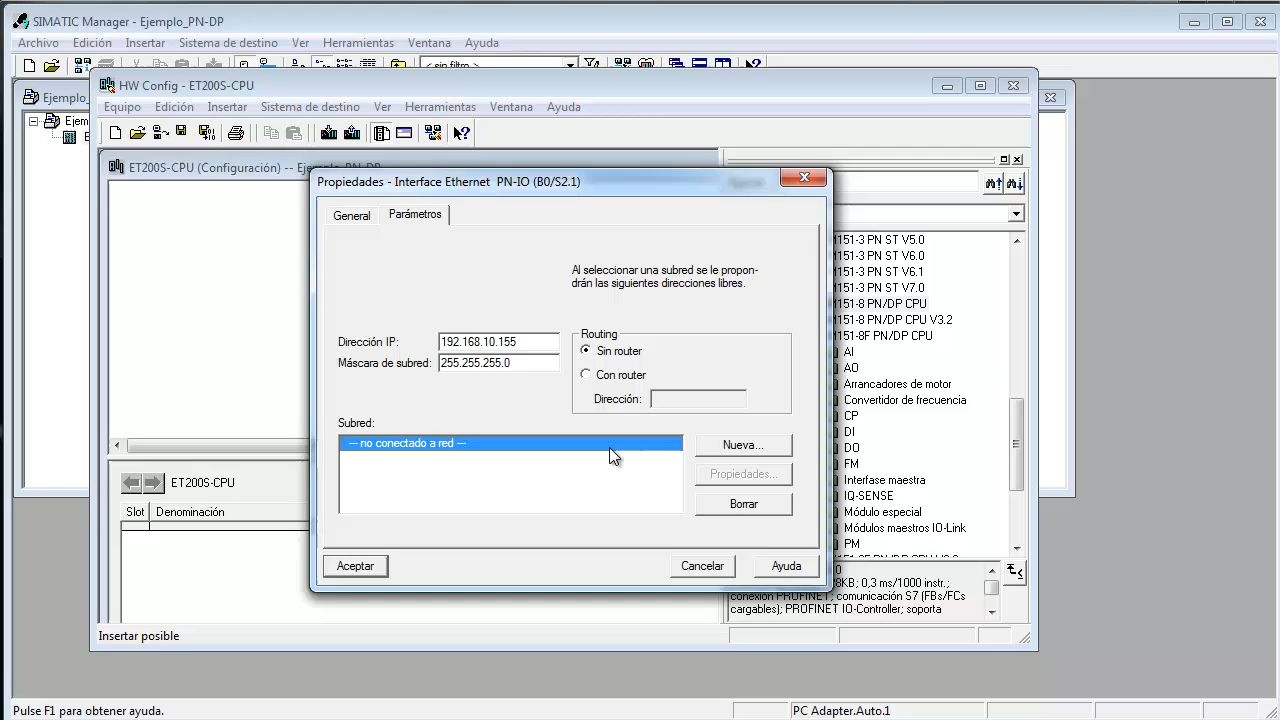 SIMATIC Manager - Ejemplo_PN-DP
Archivo Edición Insertar Sistema de destino Ver Herramientas Ventana Ayuda
< sin filtro >
Ejemplo_
HW Config - ET200S-CPU
Equipo Edición Insertar Sistema de destino Ver Herramientas Ventana Ayuda
Ejem
ET200S-CPU (Configuración) -- Ejemplo_PN-DP
Propiedades - Interface Ethernet PN-IO (B0/S2.1)
General Parámetros
Al seleccionar una subred se le propon-
drán las siguientes direcciones libres.
Dirección IP: 192.168.10.155
Máscara de subred: 255.255.255.0
Routing
Sin router
Con router
Dirección:
Subred:
--- no conectado a red ---
Nueva...
Propiedades...
Borrar
Aceptar Cancelar Ayuda
151-3 PN ST V5.0
151-3 PN ST V6.0
151-3 PN ST V6.1
151-3 PN ST V7.0
151-8 PN/DP CPU
151-8 PN/DP CPU V3.2
151-8F PN/DP CPU
AI
AO
Arrancadores de motor
Convertidor de frecuencia
CP
DI
DO
FM
Interfase maestra
IQ-SENSE
Módulo especial
Módulos maestros IO-Link
PM
8KB; 0,3 ms/1000 instr.;
conexión PROFINET; comunicación S7 (FBs/FCs
cargables); PROFINET IO-Controller; soporta
ET200S-CPU
Slot Denominación
Insertar posible
Pulse F1 para obtener ayuda.
PC Adapter.Auto.1